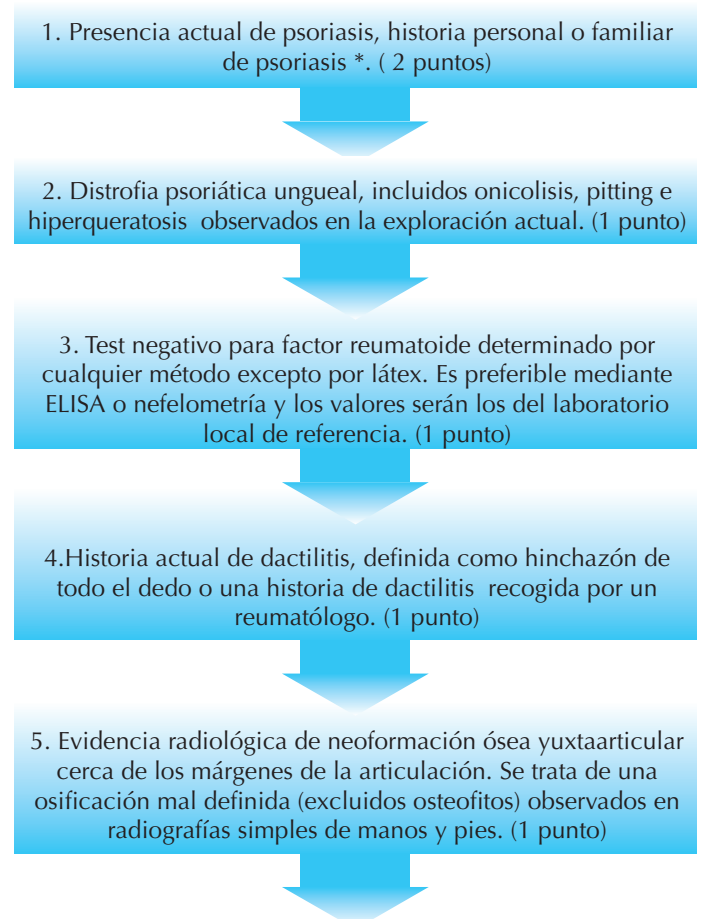 1. Presencia actual de psoriasis, historia personal o familiar
de psoriasis *. ( 2 puntos)
2. Distrofia psoriática ungueal, incluidos onicolisis, pitting e
hiperqueratosis observados en la exploración actual. (1 punto)
3. Test negativo para factor reumatoide determinado por
cualquier método excepto por látex. Es preferible mediante
ELISA o nefelometría y los valores serán los del laboratorio
local de referencia. (1 punto)
4.Historia actual de dactilitis, definida como hinchazón de
todo el dedo o una historia de dactilitis recogida por un
reumatólogo. (1 punto)
5. Evidencia radiológica de neoformación ósea yuxtaarticular
cerca de los márgenes de la articulación. Se trata de una
osificación mal definida (excluidos osteofitos) observados en
radiografías simples de manos y pies. (1 punto)